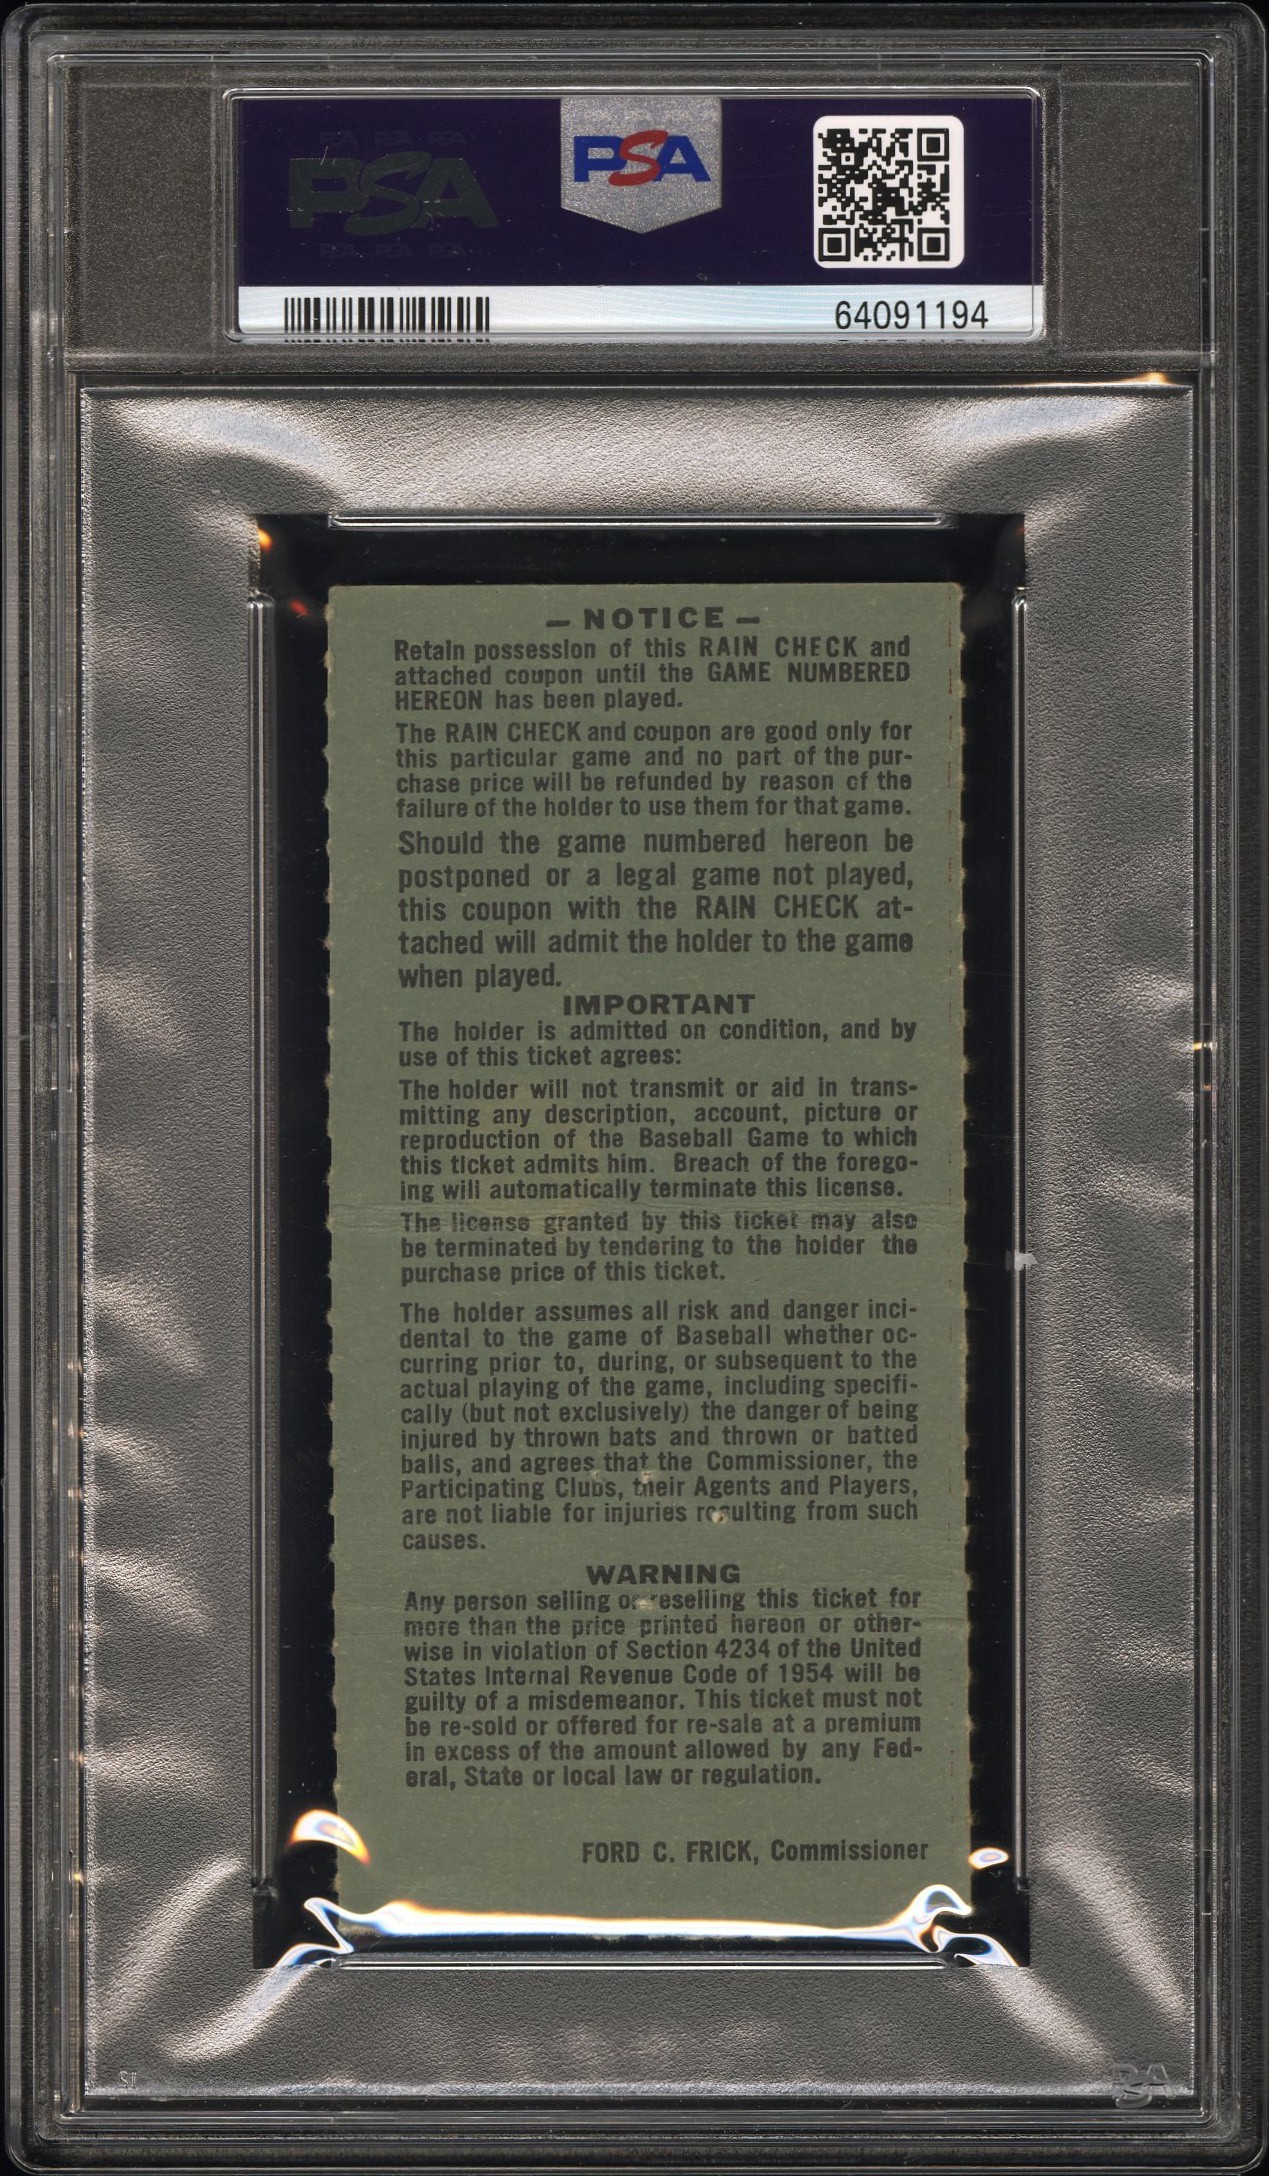 PSA
PSA
64091194
— NOTICE —
Retain possession of this RAIN CHECK and
attached coupon until the GAME NUMBERED
HEREON has been played.
The RAIN CHECK and coupon are good only for
this particular game and no part of the pur-
chase price will be refunded by reason of the
failure of the holder to use them for that game.
Should the game numbered hereon be
postponed or a legal game not played,
this coupon with the RAIN CHECK at-
tached will admit the holder to the game
when played.
IMPORTANT
The holder is admitted on condition, and by
use of this ticket agrees:
The holder will not transmit or aid in trans-
mitting any description, account, picture or
reproduction of the Baseball Game to which
this ticket admits him. Breach of the forego-
ing will automatically terminate this license.
The license granted by this ticket may also
be terminated by tendering to the holder the
purchase price of this ticket.
The holder assumes all risk and danger inci-
dental to the game of Baseball whether oc-
curring prior to, during, or subsequent to the
actual playing of the game, including specifi-
cally (but not exclusively) the danger of being
injured by thrown bats and thrown or batted
balls, and agrees that the Commissioner, the
Participating Clubs, their Agents and Players,
are not liable for injuries resulting from such
causes.
WARNING
Any person selling or reselling this ticket for
more than the price printed hereon or other-
wise in violation of Section 4234 of the United
States Internal Revenue Code of 1954 will be
guilty of a misdemeanor. This ticket must not
be re-sold or offered for re-sale at a premium
in excess of the amount allowed by any Fed-
eral, State or local law or regulation.
FORD C. FRICK, Commissioner
PSA